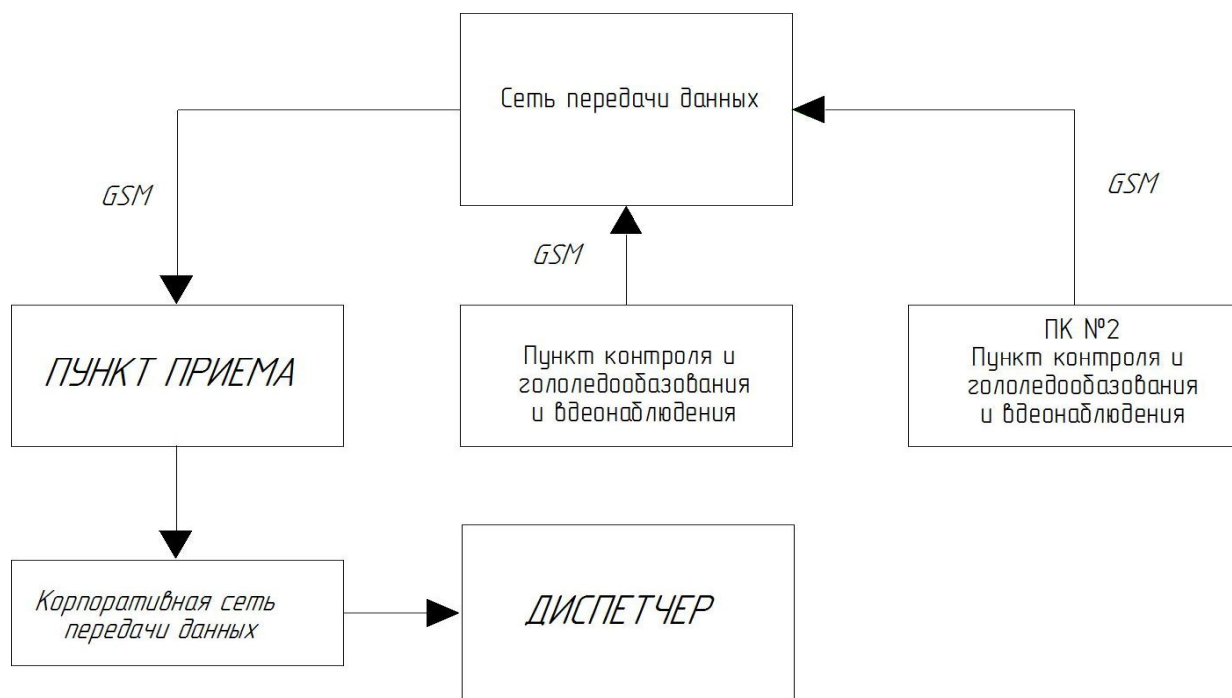 Сеть передачи данных
GSM
GSM
GSM
ПУНКТ ПРИЕМА
Пункт контроля и
гололедообазования
и вдеонаблюдения
ПК №2
Пункт контроля и
гололедообазования
и вдеонаблюдения
Корпоративная сеть
передачи данных
ДИСПЕТЧЕР